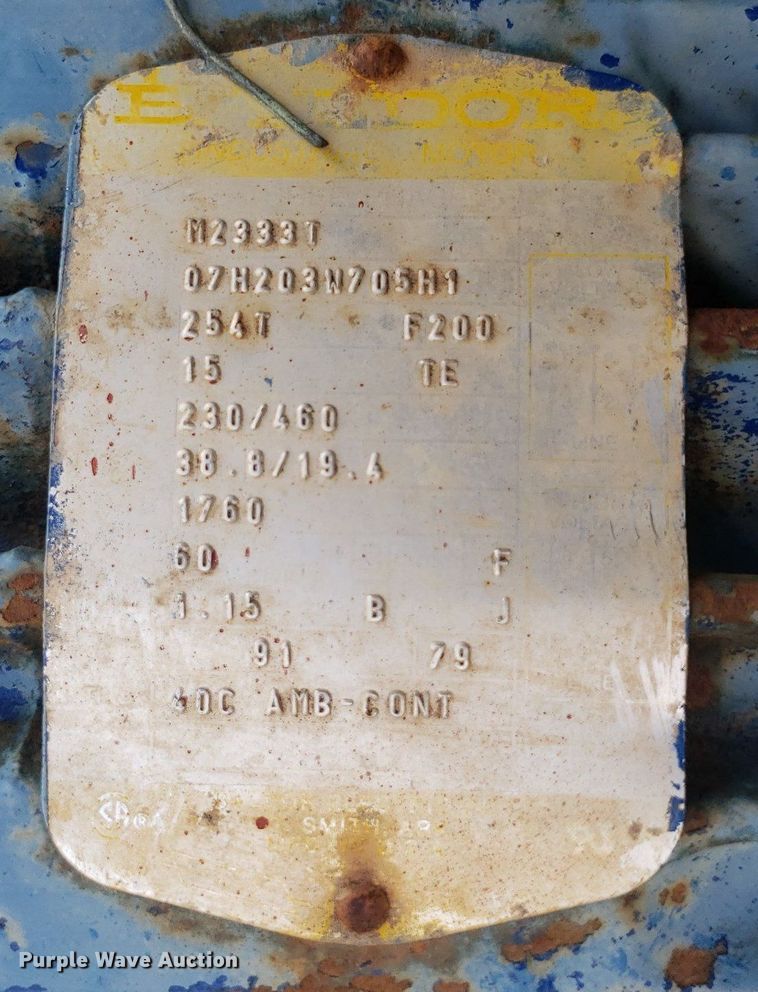 M2333T
07H203W705H1
254T F200
15 TE
230/460
38.8/19.4
1760
60 F
1.15 B J
91 79
40C AMB-CONT
Purple Wave Auction